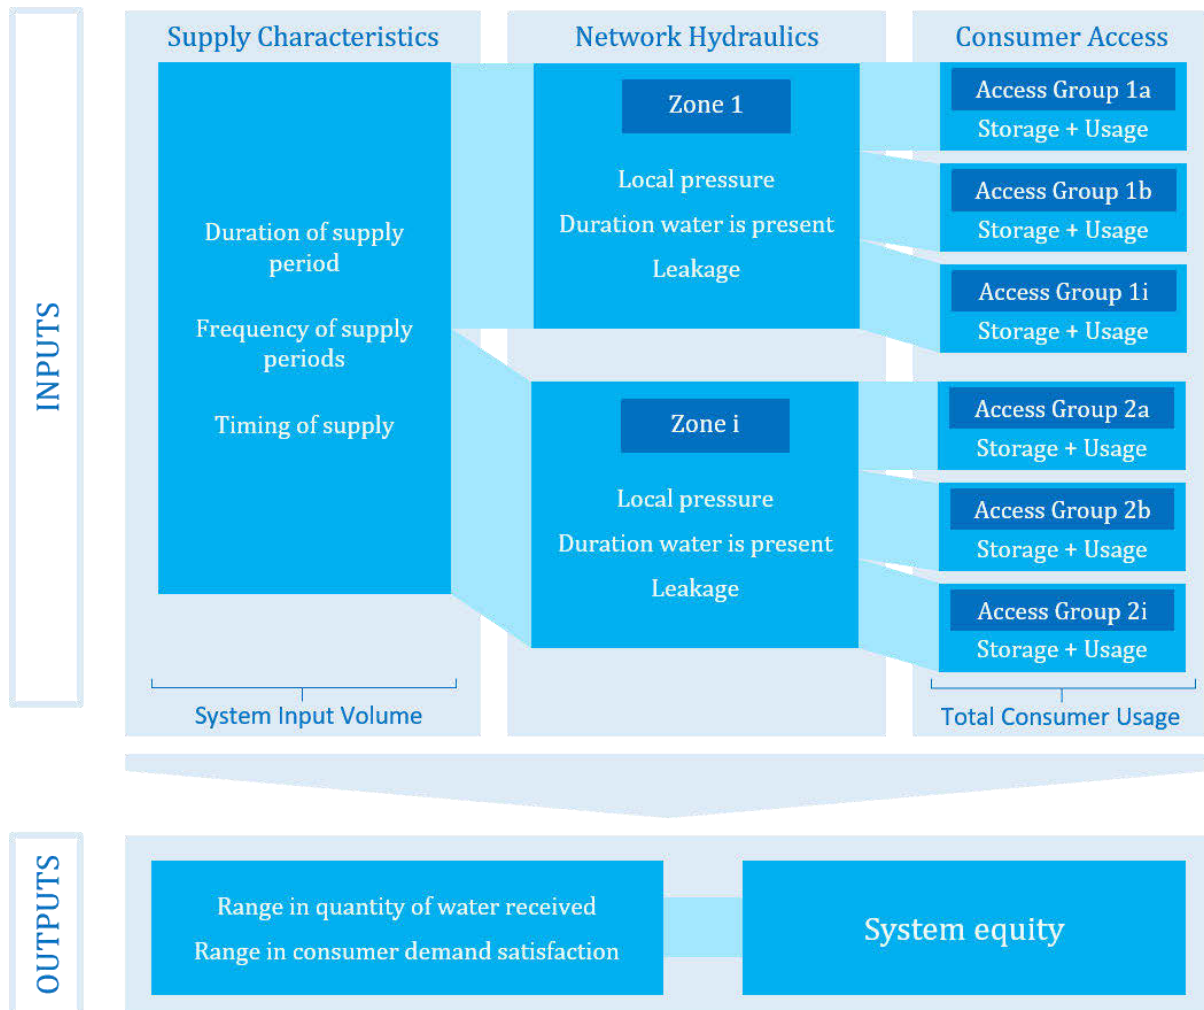 INPUTS
Supply Characteristics
Duration of supply
period
Frequency of supply
periods
Timing of supply
System Input Volume
Network Hydraulics
Zone 1
Local pressure
Duration water is present
Leakage
Zone i
Local pressure
Duration water is present
Leakage
Consumer Access
Access Group 1a
Storage + Usage
Access Group 1b
Storage + Usage
Access Group 1i
Storage + Usage
Access Group 2a
Storage + Usage
Access Group 2b
Storage + Usage
Access Group 2i
Storage + Usage
Total Consumer Usage
OUTPUTS
Range in quantity of water received
Range in consumer demand satisfaction
System equity